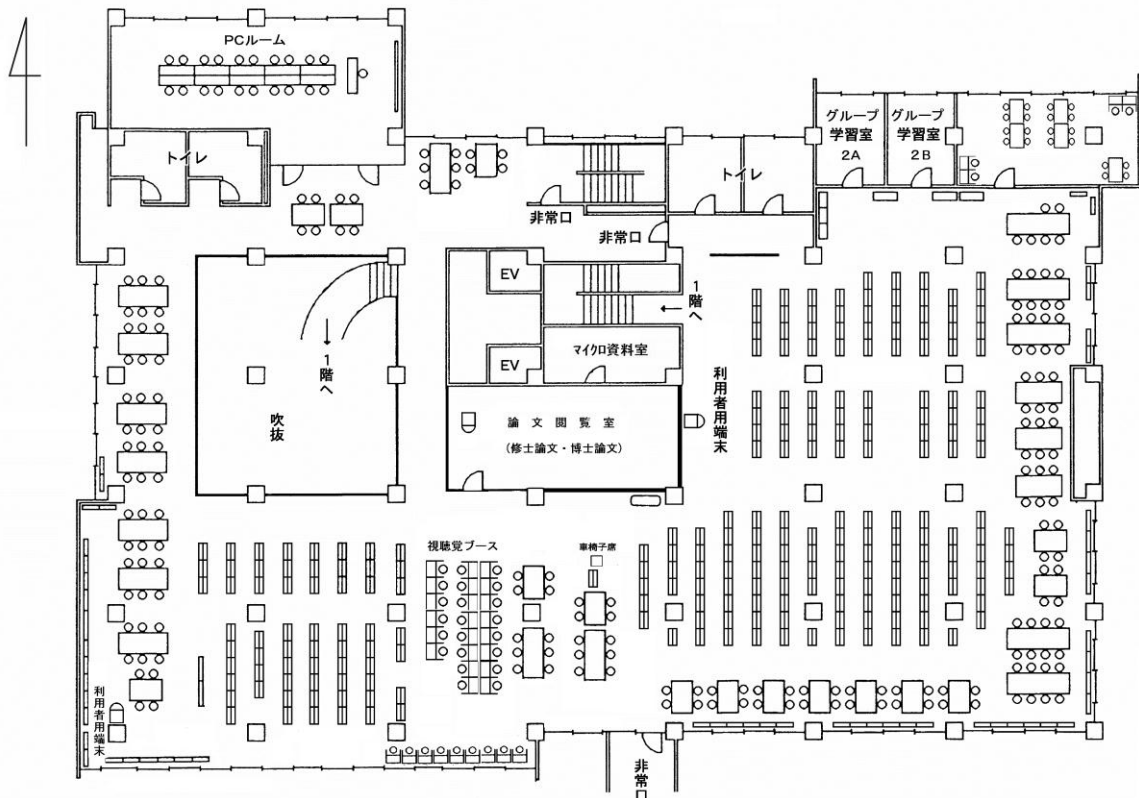 PCルーム
トイレ
グループ
学習室
2A
グループ
学習室
2B
トイレ
非常口
非常口
EV
1階へ
1階へ
マイクロ資料室
EV
吹抜
論文閲覧室
(修士論文・博士論文)
利用者用端末
視聴覚ブース
車椅子席
利用者用端末
非常口